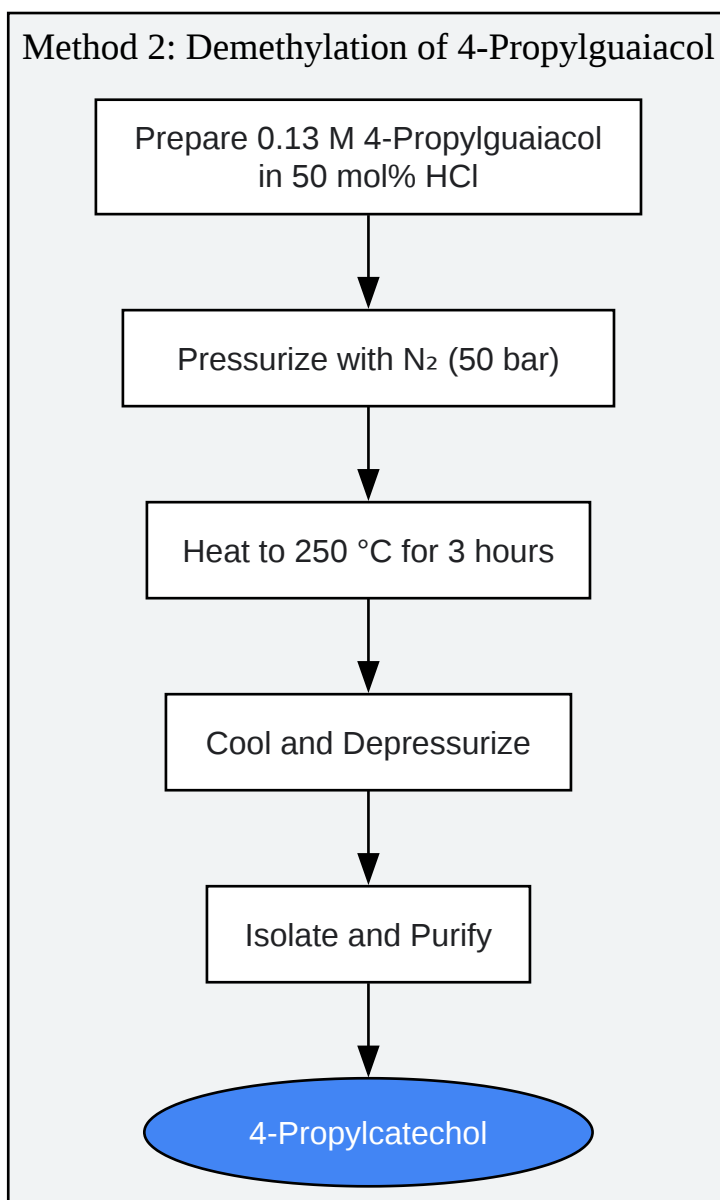 Method 2: Demethylation of 4-Propylguaiacol
Prepare 0.13 M 4-Propylguaiacol
in 50 mol% HCl
Pressurize with N₂ (50 bar)
Heat to 250 °C for 3 hours
Cool and Depressurize
Isolate and Purify
4-Propylcatechol